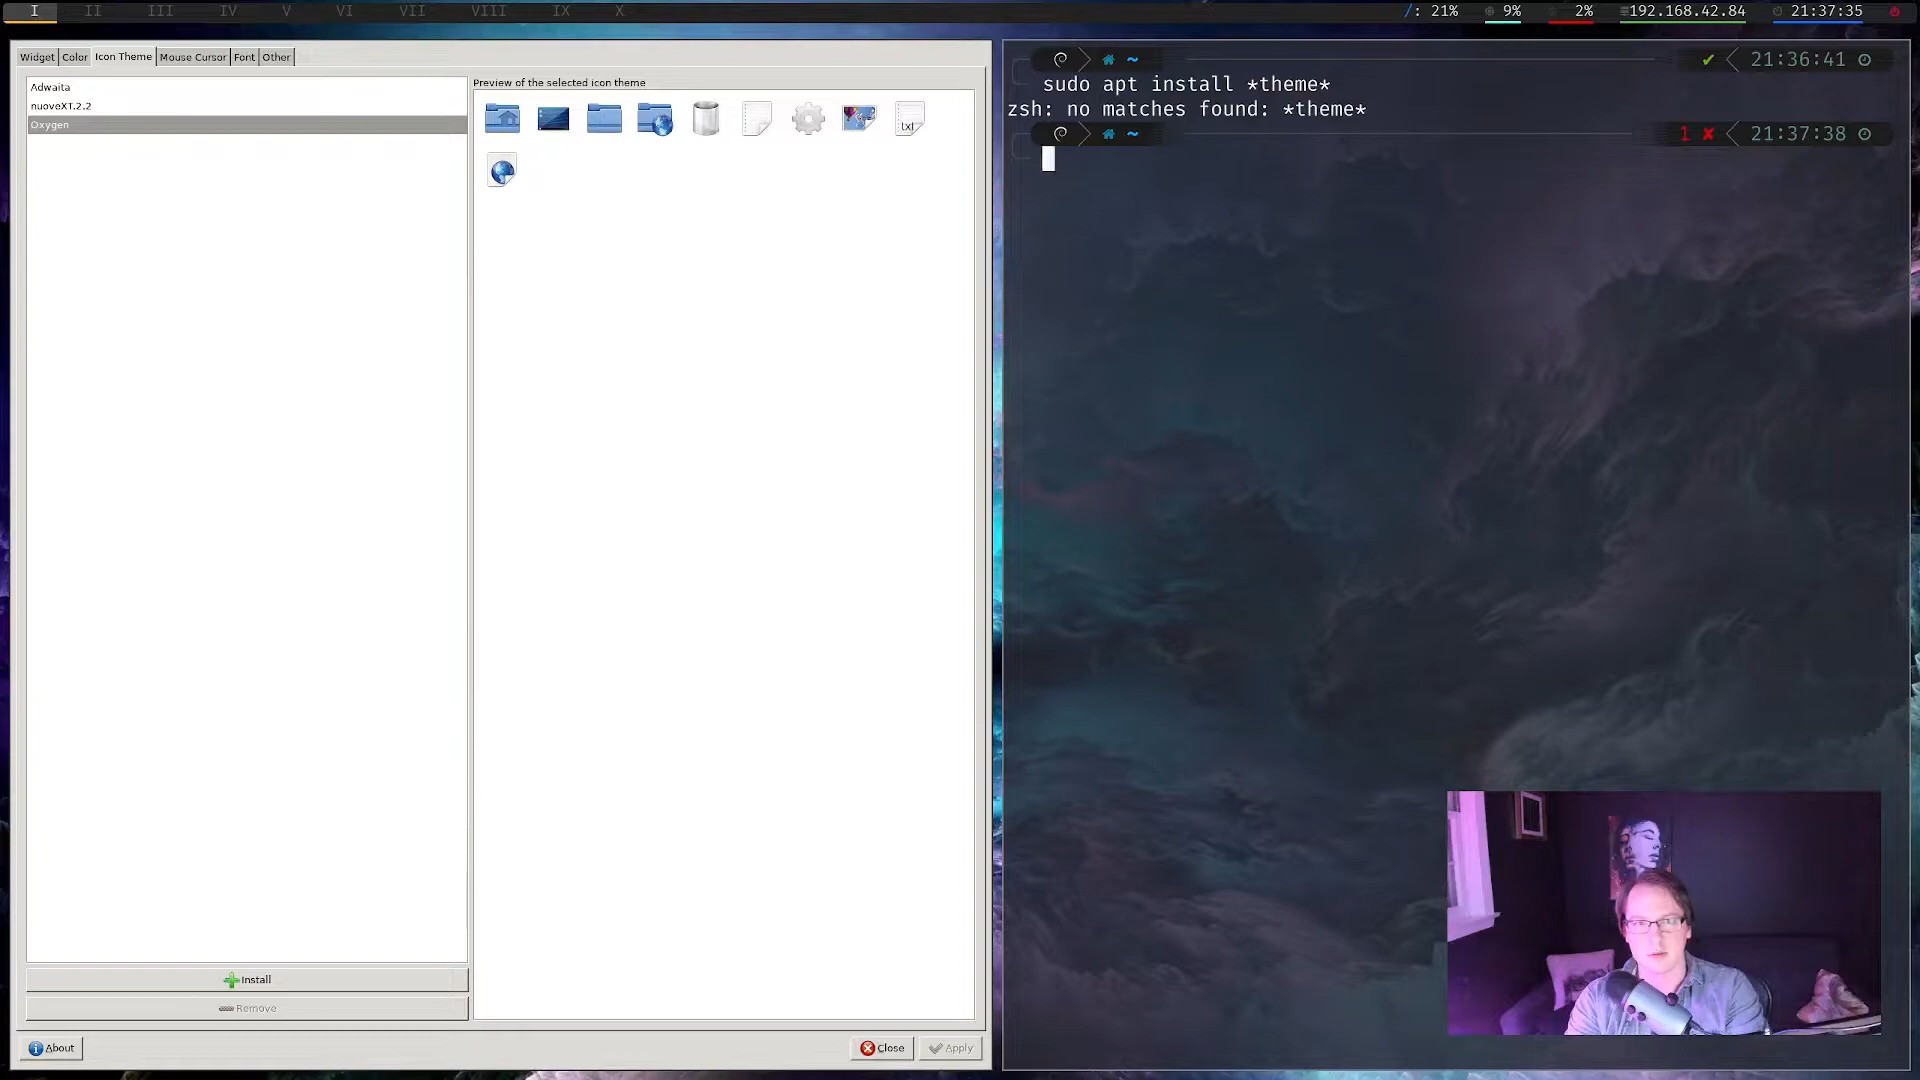 I II III IV V VI VII VIII IX X /: 21% 9% 2% 192.168.42.84 21:37:35
Widget Color Icon Theme Mouse Cursor Font Other
Adwaita
nuoveXT.2.2
Oxygen
Preview of the selected icon theme
txt
Install
Remove
About
Close
Apply
~ 21:36:41
sudo apt install *theme*
zsh: no matches found: *theme*
~ 1 ✘ 21:37:38